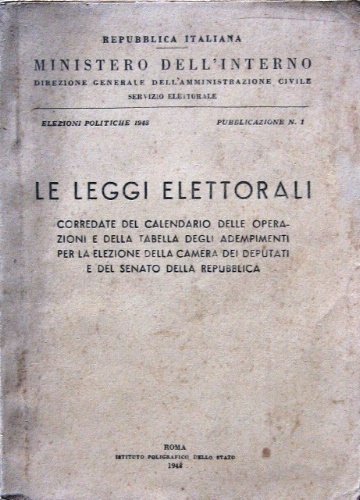 REPUBBLICA ITALIANA
MINISTERO DELL'INTERNO
DIREZIONE GENERALE DELL'AMMINISTRAZIONE CIVILE
SERVIZIO ELETTORALE
ELEZIONI POLITICHE 1948 PUBBLICAZIONE N. 1
LE LEGGI ELETTORALI
CORREDATE DEL CALENDARIO DELLE OPERA-
ZIONI E DELLA TABELLA DEGLI ADEMPIMENTI
PER LA ELEZIONE DELLA CAMERA DEI DEPUTATI
E DEL SENATO DELLA REPUBBLICA
ROMA
ISTITUTO POLIGRAFICO DELLO STATO
1948